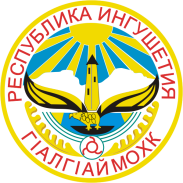 РЕСПУБЛИКА ИНГУШЕТИЯ
ГIАЛГIАЙ МОХК